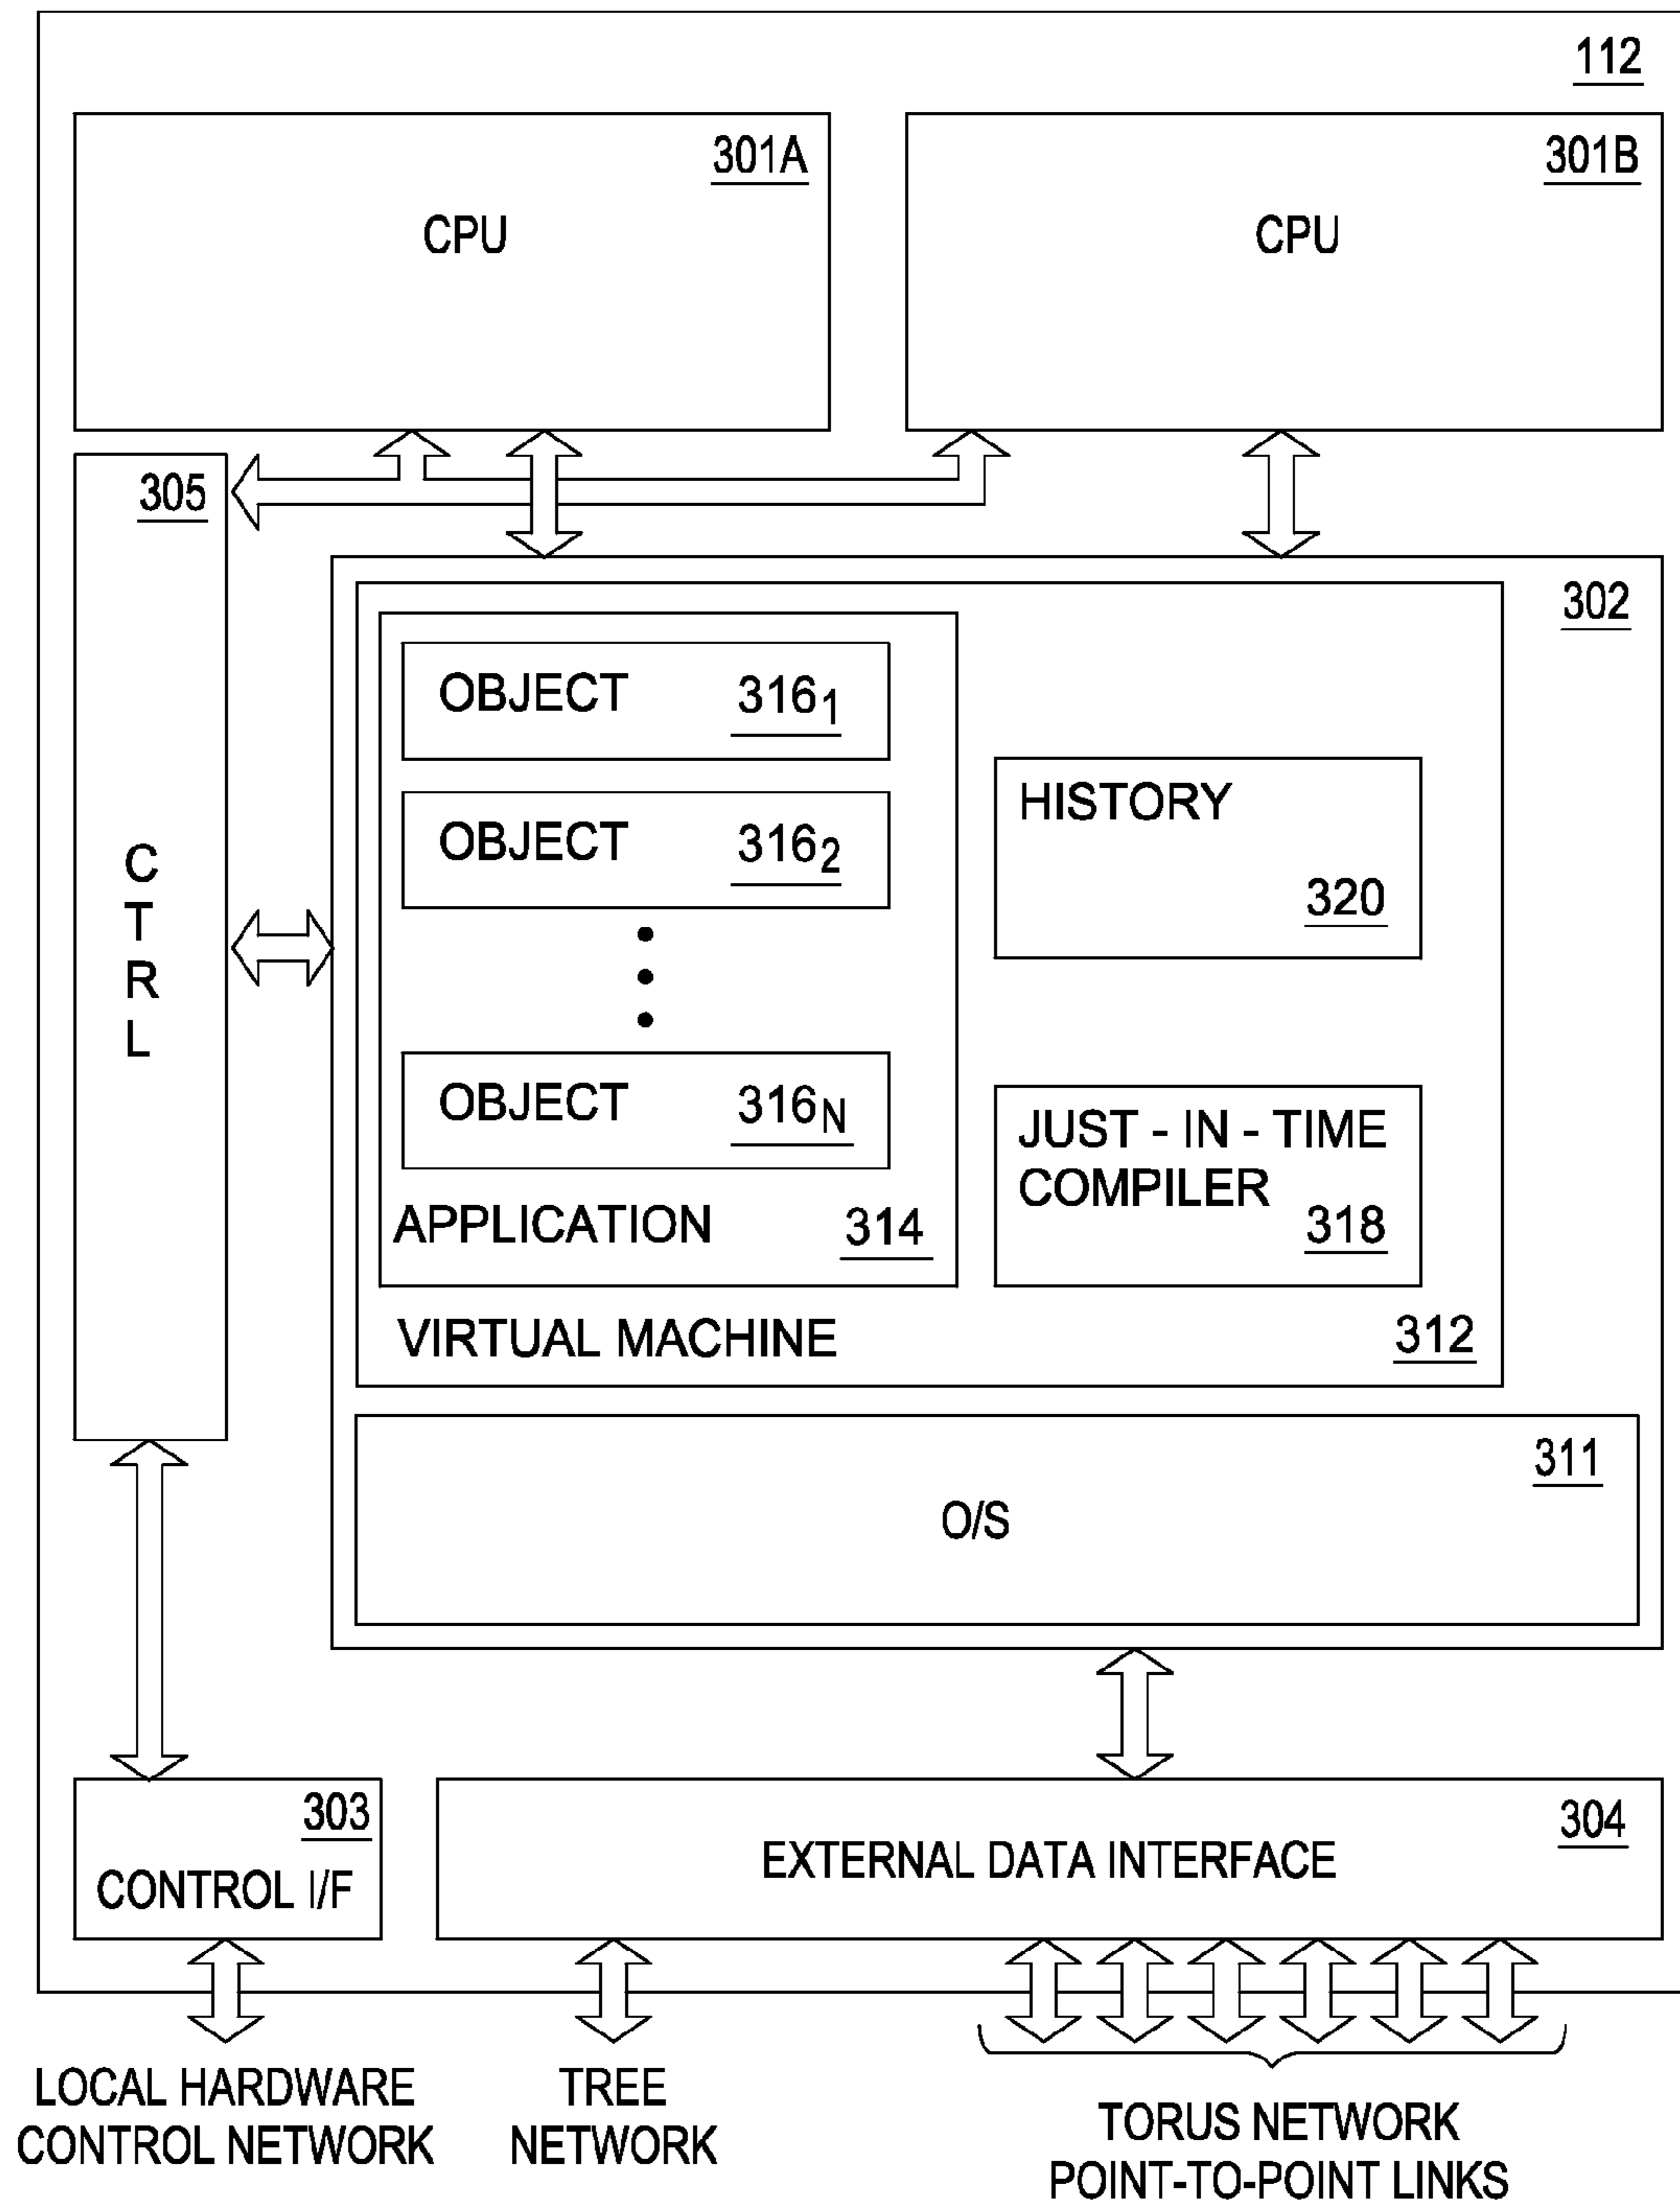 112
301A
CPU
301B
CPU
305
CTRL
302
OBJECT 316₁
OBJECT 316₂
OBJECT 316N
APPLICATION 314
HISTORY
320
JUST - IN - TIME
COMPILER
318
VIRTUAL MACHINE 312
311
O/S
303
CONTROL I/F
304
EXTERNAL DATA INTERFACE
LOCAL HARDWARE
CONTROL NETWORK
TREE
NETWORK
TORUS NETWORK
POINT-TO-POINT LINKS